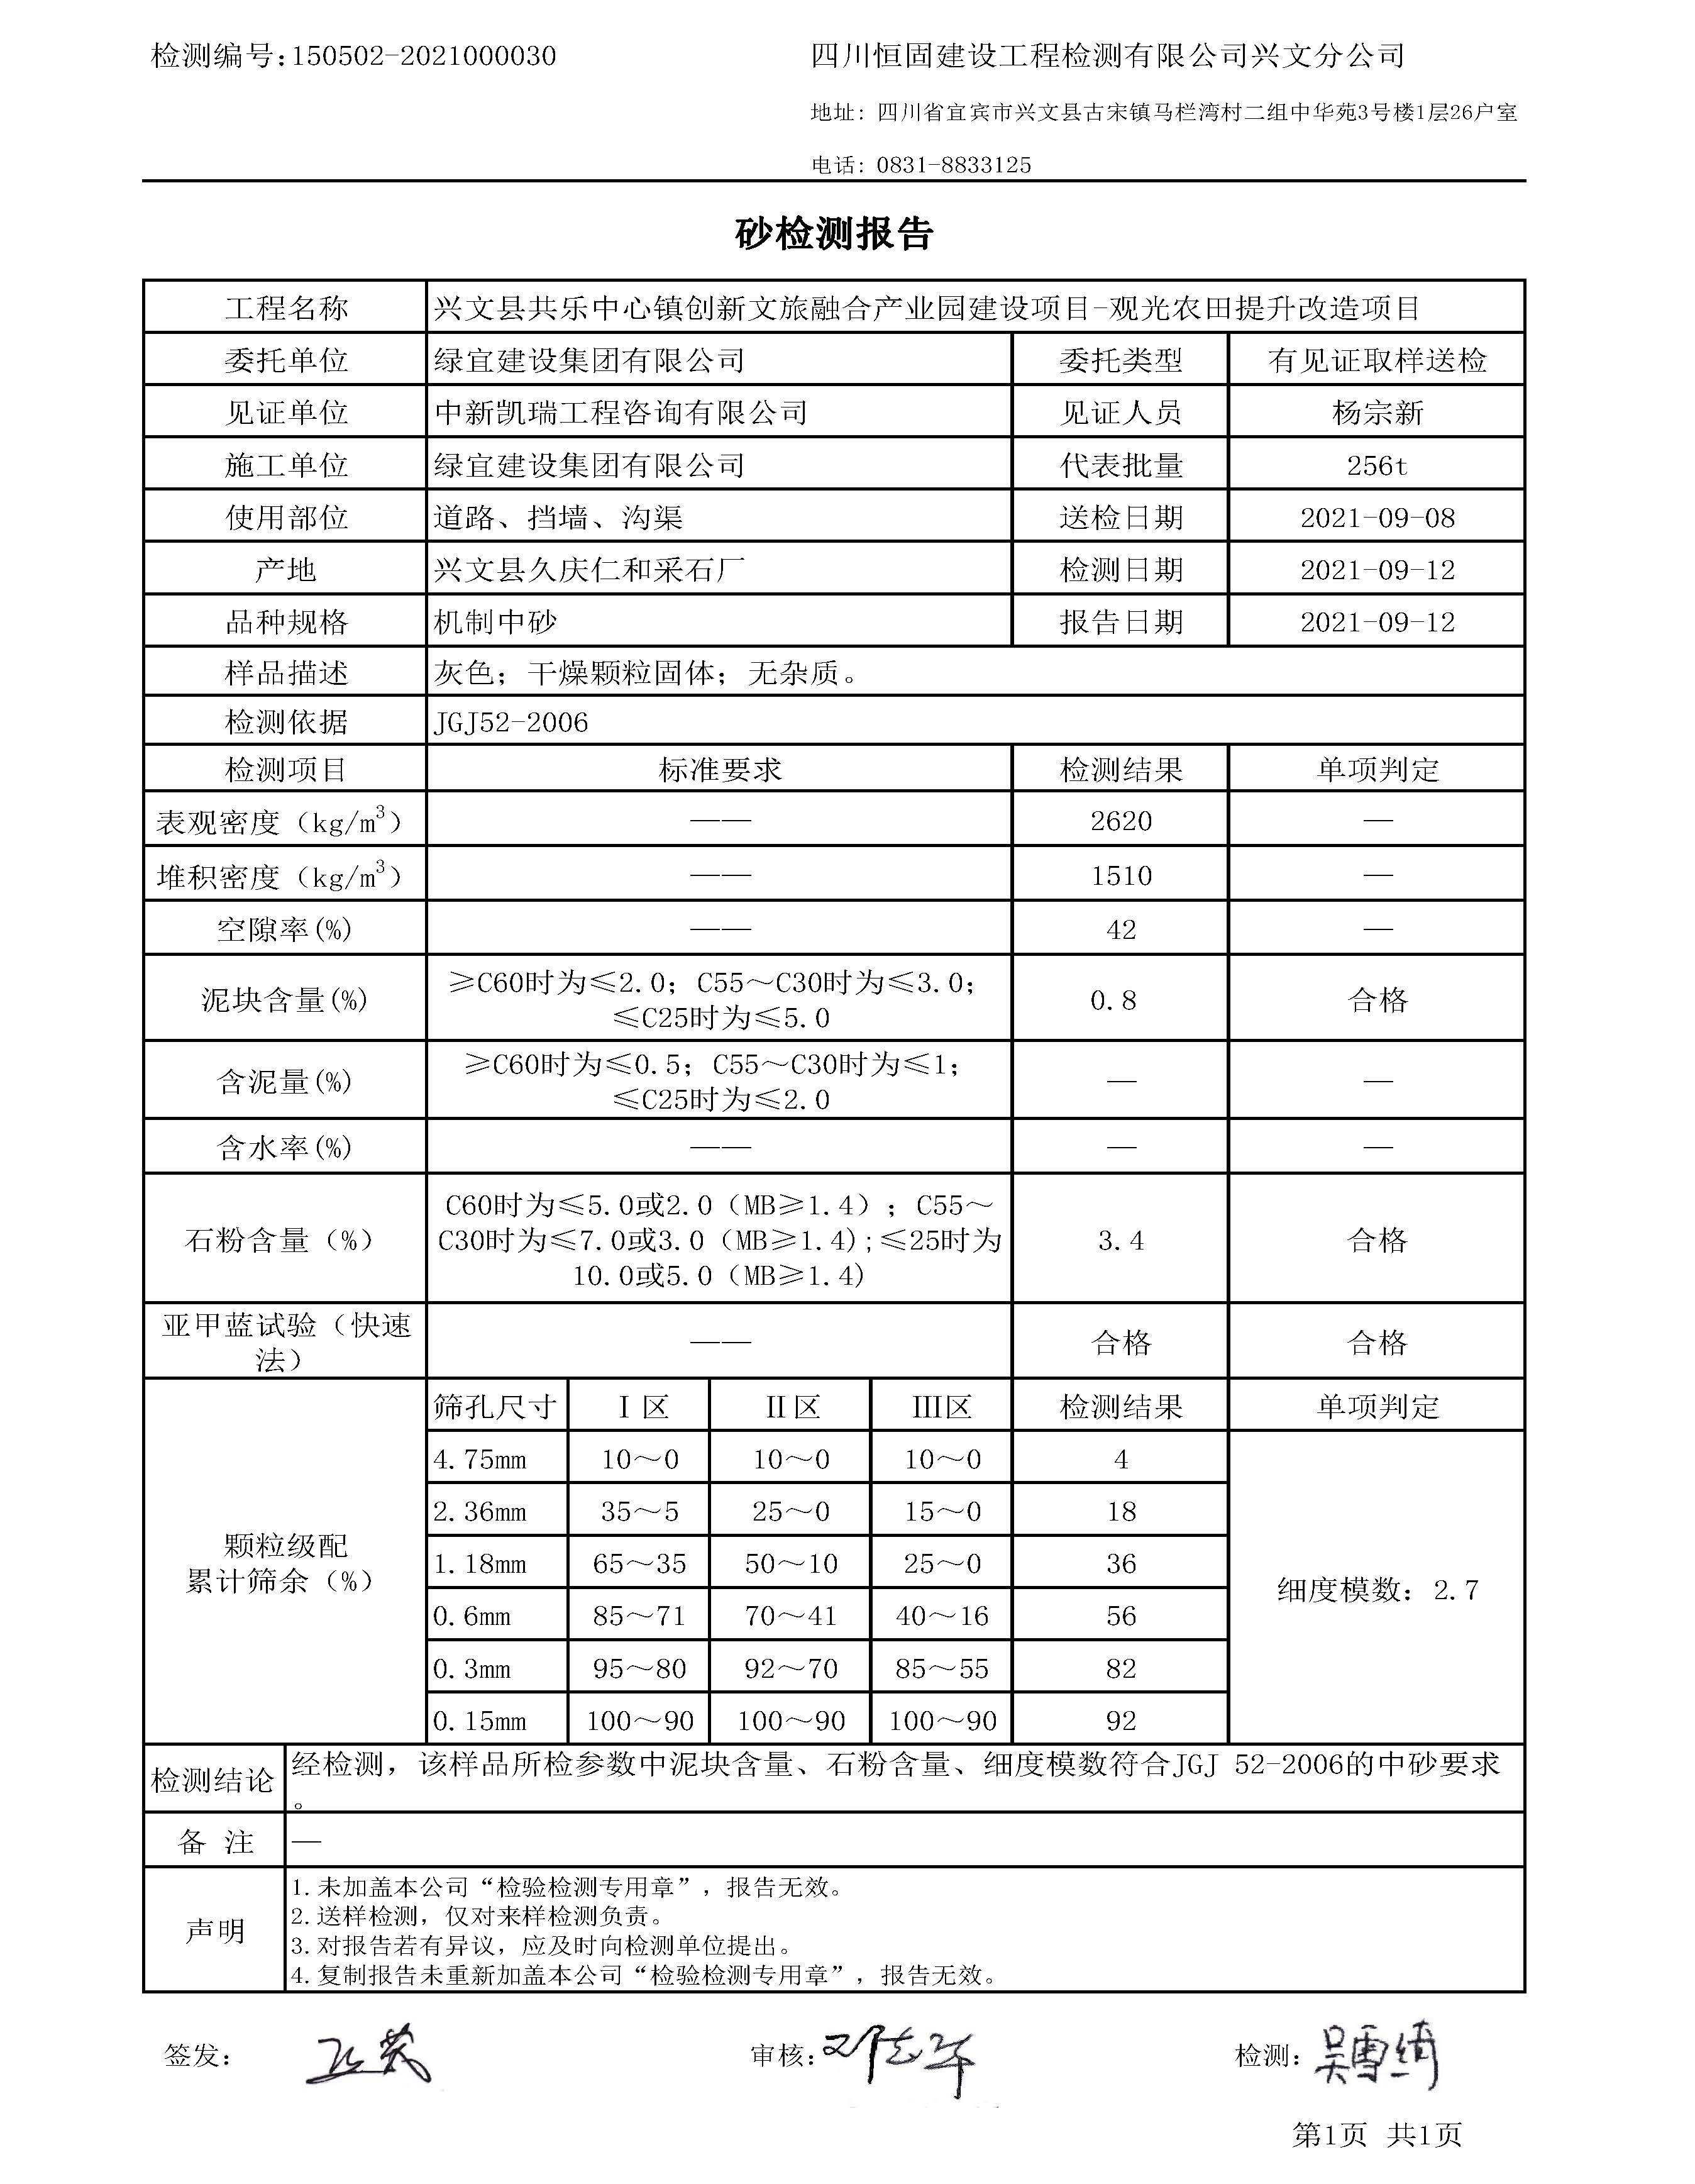 检测编号:150502-2021000030
四川恒固建设工程检测有限公司兴文分公司
地址: 四川省宜宾市兴文县古宋镇马栏湾村二组中华苑3号楼1层26户室
电话: 0831-8833125
砂检测报告
工程名称 兴文县共乐中心镇创新文旅融合产业园建设项目-观光农田提升改造项目
委托单位 绿宜建设集团有限公司 委托类型 有见证取样送检
见证单位 中新凯瑞工程咨询有限公司 见证人员 杨宗新
施工单位 绿宜建设集团有限公司 代表批量 256t
使用部位 道路、挡墙、沟渠 送检日期 2021-09-08
产地 兴文县久庆仁和采石厂 检测日期 2021-09-12
品种规格 机制中砂 报告日期 2021-09-12
样品描述 灰色; 干燥颗粒固体; 无杂质。
检测依据 JGJ52-2006
检测项目 标准要求 检测结果 单项判定
表观密度（kg/m³） —— 2620 —
堆积密度（kg/m³） —— 1510 —
空隙率(%) —— 42 —
泥块含量(%) ≥C60时为≤2.0; C55～C30时为≤3.0; 0.8 合格
≤C25时为≤5.0
含泥量(%) ≥C60时为≤0.5; C55～C30时为≤1; — —
≤C25时为≤2.0
含水率(%) —— — —
C60时为≤5.0或2.0（MB≥1.4）; C55～
石粉含量（%） C30时为≤7.0或3.0（MB≥1.4);≤25时为 3.4 合格
10.0或5.0（MB≥1.4)
亚甲蓝试验（快速 —— 合格 合格
法）
筛孔尺寸 Ⅰ区 Ⅱ区 Ⅲ区 检测结果 单项判定
4.75mm 10～0 10～0 10～0 4
2.36mm 35～5 25～0 15～0 18
颗粒级配
1.18mm 65～35 50～10 25～0 36
累计筛余（%）
细度模数: 2.7
0.6mm 85～71 70～41 40～16 56
0.3mm 95～80 92～70 85～55 82
0.15mm 100～90 100～90 100～90 92
检测结论 经检测, 该样品所检参数中泥块含量、石粉含量、细度模数符合JGJ 52-2006的中砂要求
。
备 注 —
声明
1.未加盖本公司“检验检测专用章”, 报告无效。
2.送样检测, 仅对来样检测负责。
3.对报告若有异议, 应及时向检测单位提出。
4.复制报告未重新加盖本公司“检验检测专用章”, 报告无效。
签发: 审核:邓志华 检测:吴雪绮
第1页 共1页